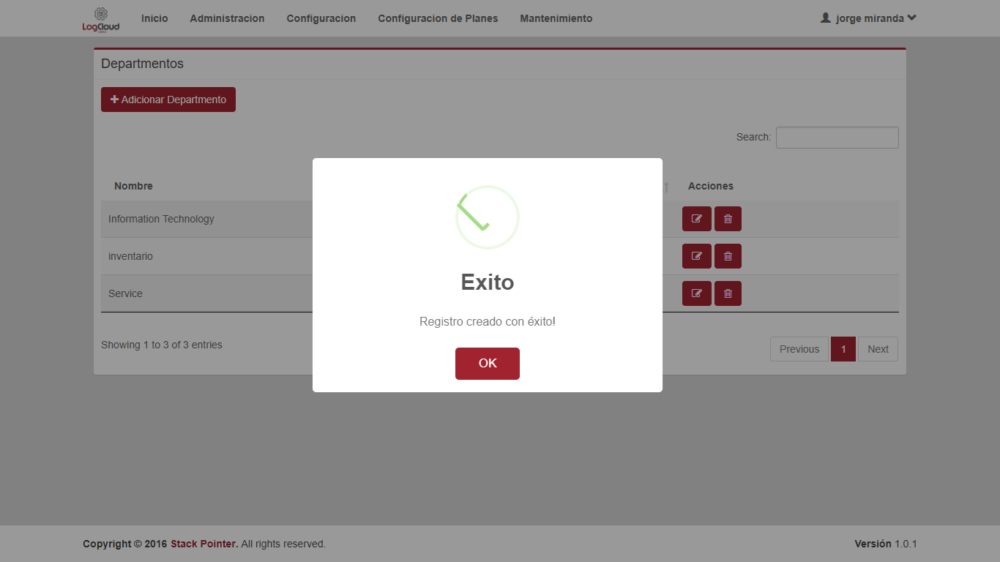 LogCloud
Inicio Administracion Configuracion Configuracion de Planes Mantenimiento jorge miranda
Departmentos
Adicionar Departmento
Search:
Nombre Acciones
Information Technology
inventario
Service
Exito
Registro creado con éxito!
OK
Showing 1 to 3 of 3 entries
Previous 1 Next
Copyright © 2016 Stack Pointer. All rights reserved.
Versión 1.0.1